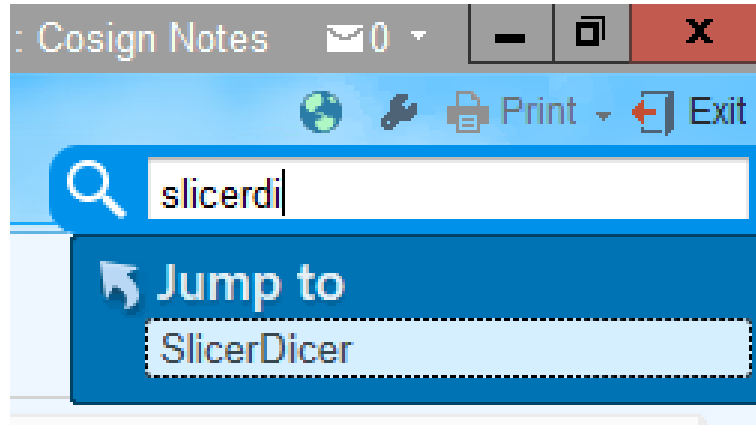 : Cosign Notes 0
Print Exit
slicerdi
Jump to
SlicerDicer